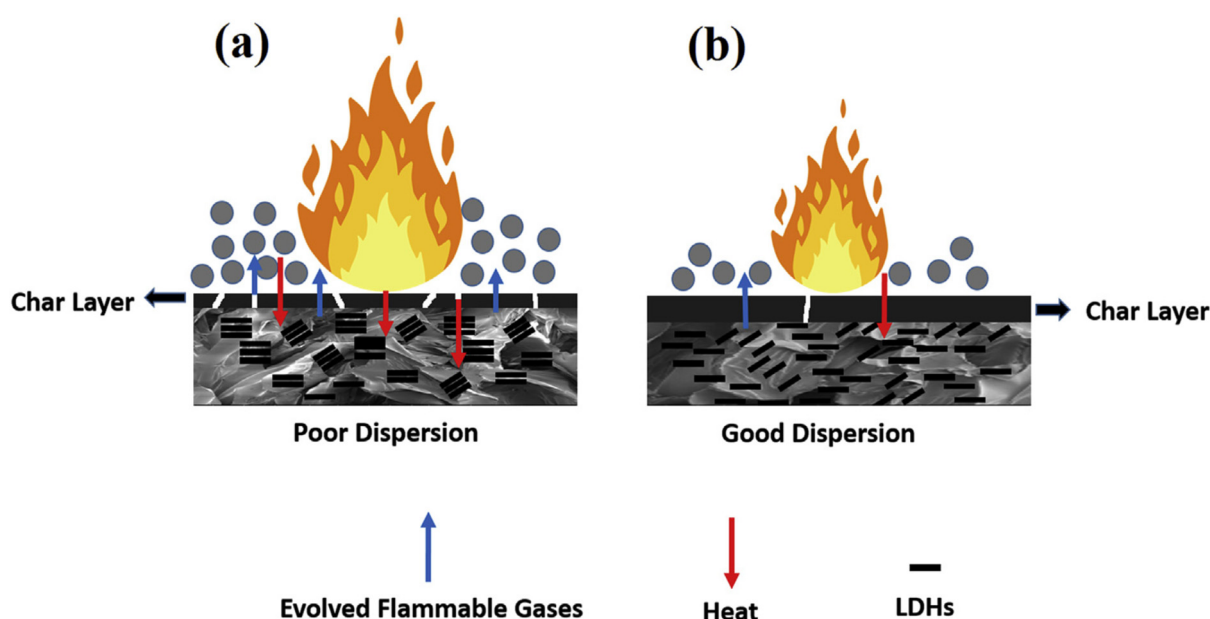 (a)
(b)
Char Layer
Char Layer
Poor Dispersion
Good Dispersion
Evolved Flammable Gases
Heat
LDHs